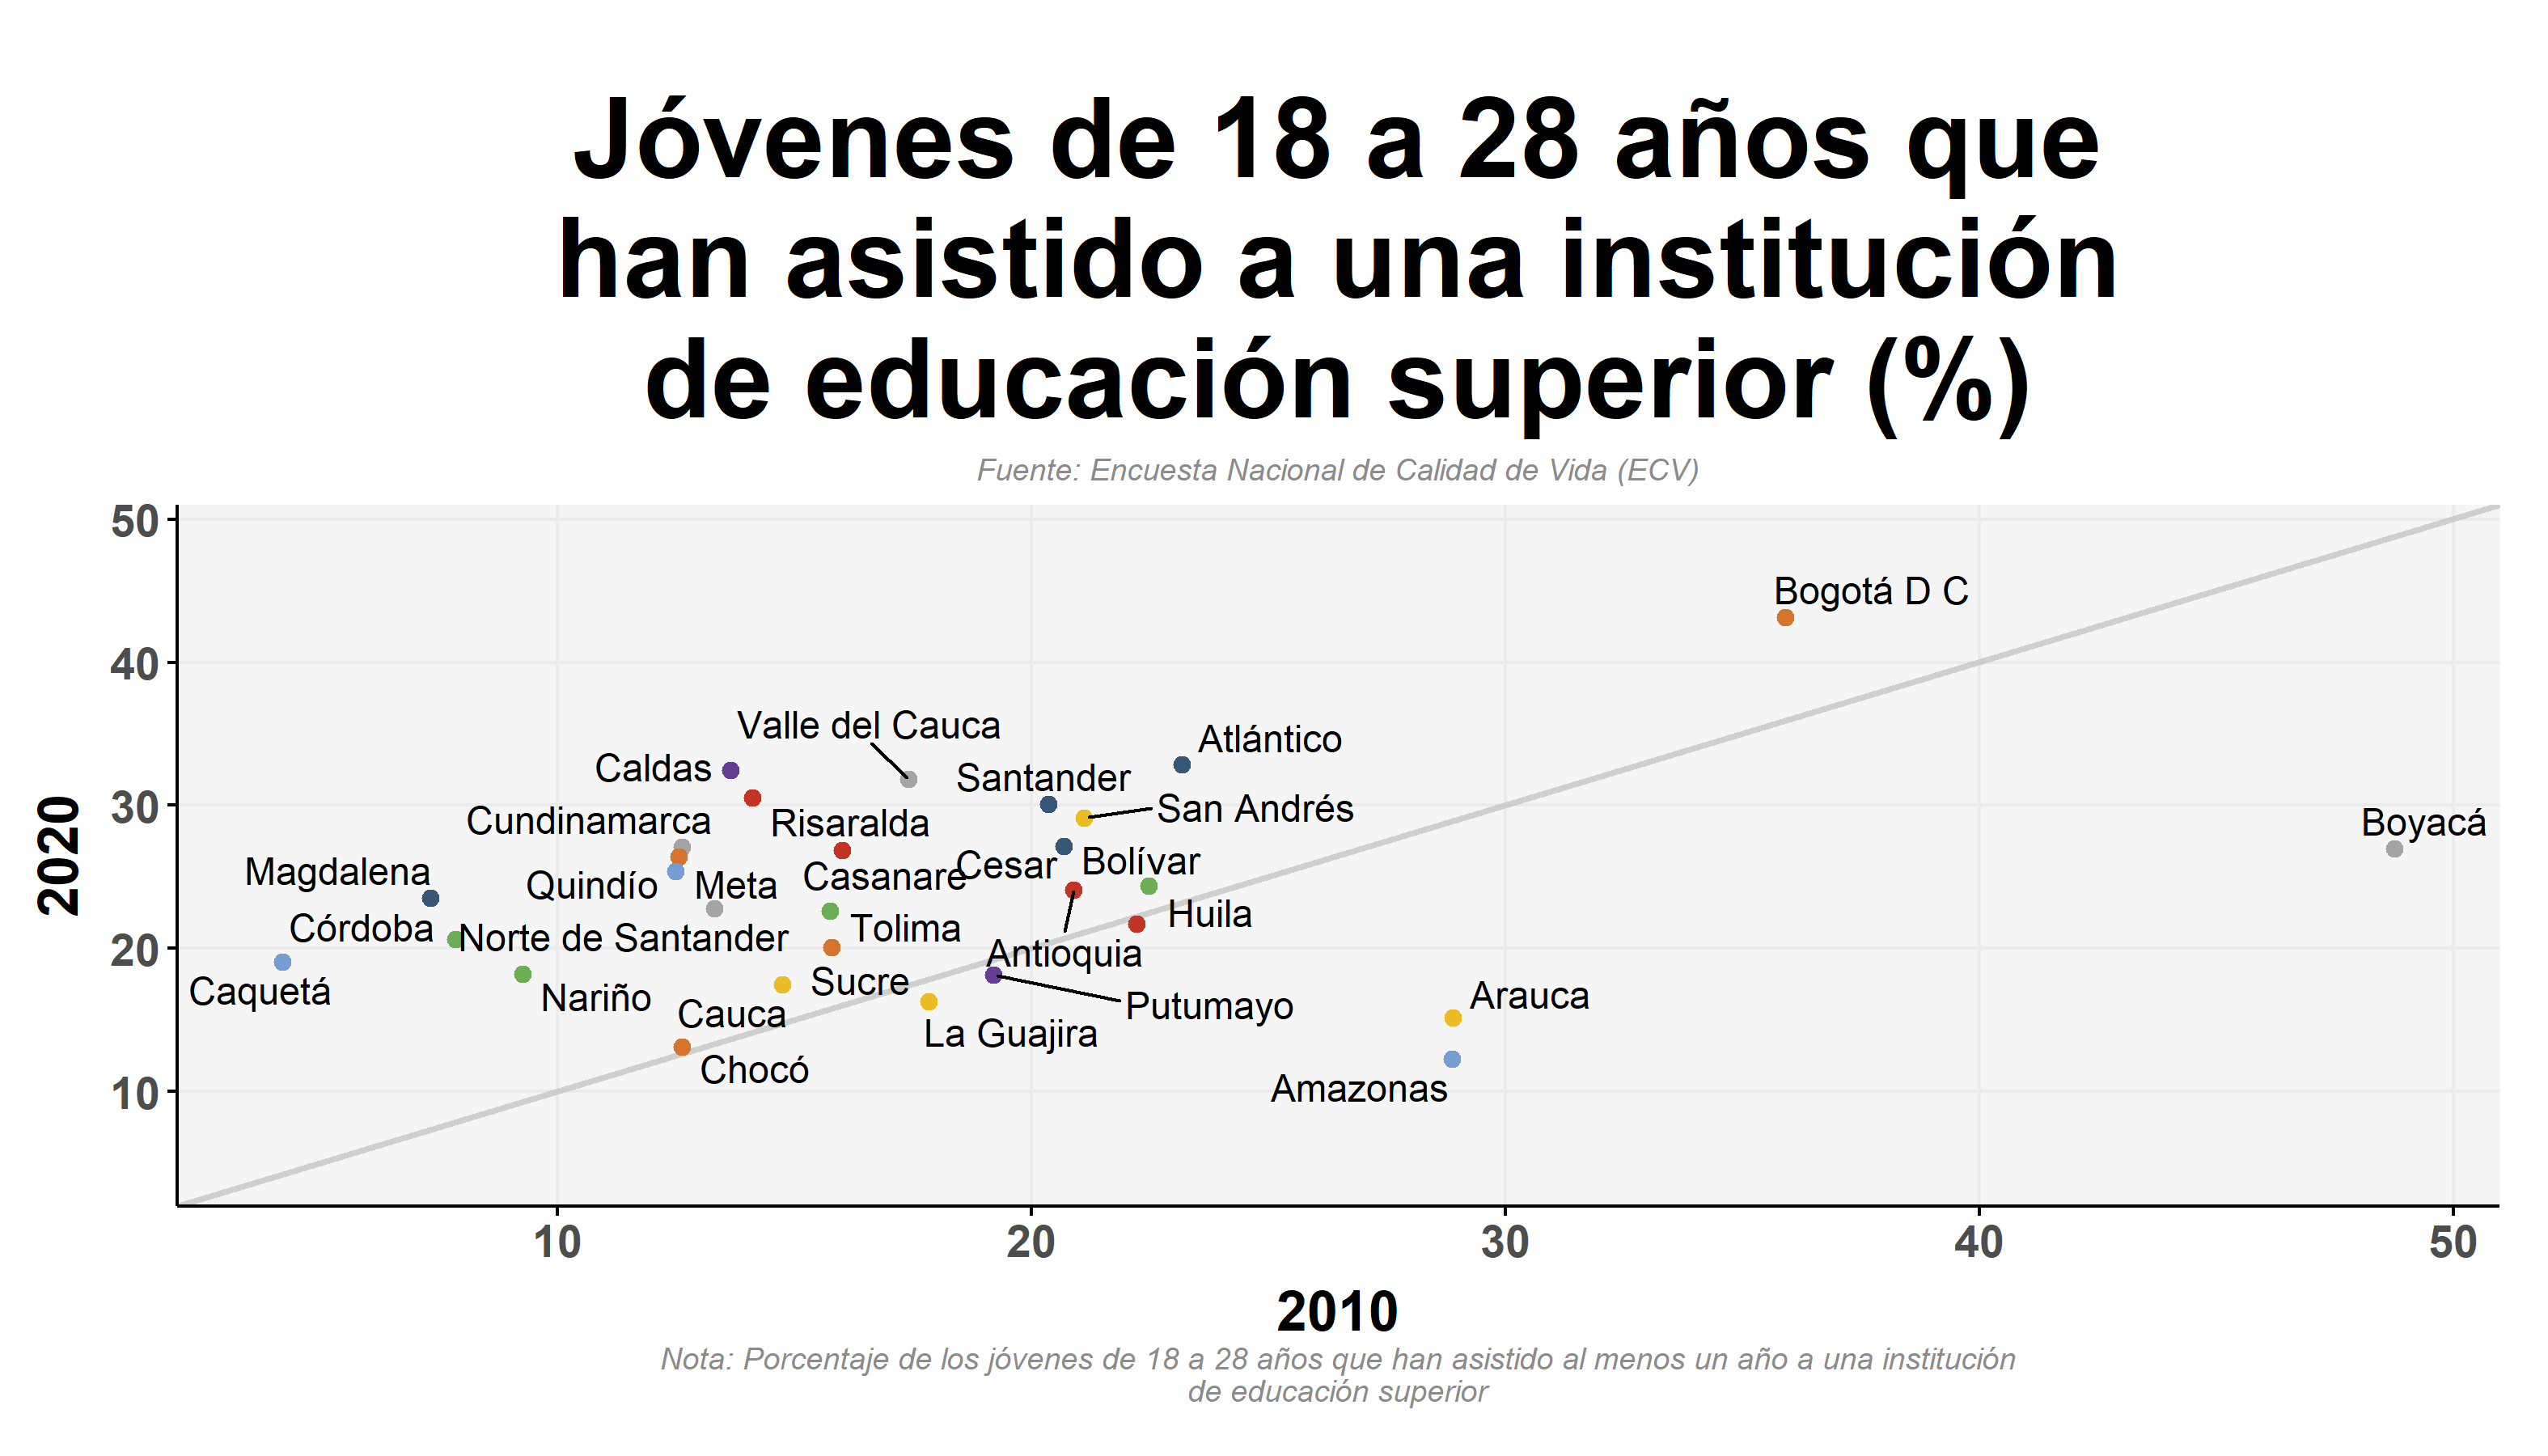 Jóvenes de 18 a 28 años que
han asistido a una institución
de educación superior (%)
Fuente: Encuesta Nacional de Calidad de Vida (ECV)
50
40
30
20
10
2020
Bogotá D C
Valle del Cauca
Atlántico
Caldas
Santander
San Andrés
Cundinamarca
Risaralda
Boyacá
Magdalena
Quindío
Meta
Casanare
Cesar
Bolívar
Córdoba
Norte de Santander
Tolima
Huila
Antioquia
Caquetá
Nariño
Cauca
Sucre
Putumayo
Arauca
La Guajira
Chocó
Amazonas
10
20
30
40
50
2010
Nota: Porcentaje de los jóvenes de 18 a 28 años que han asistido al menos un año a una institución
de educación superior